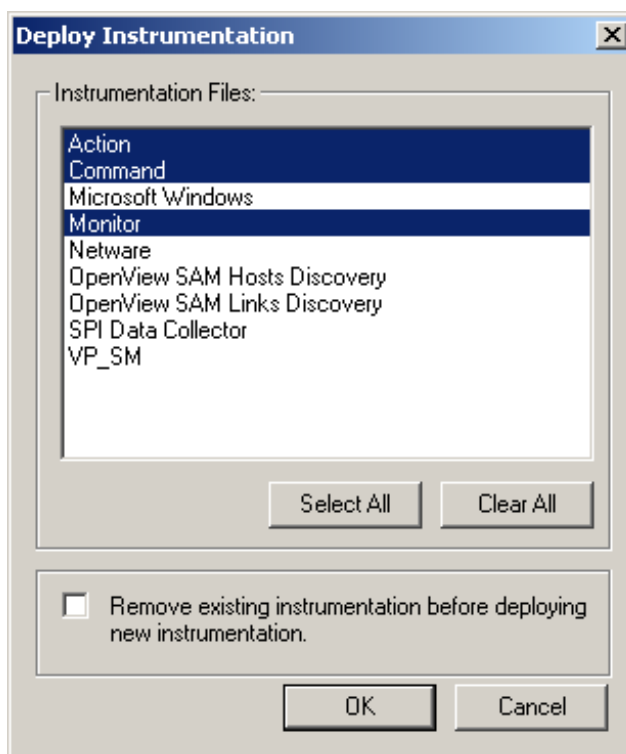 Deploy Instrumentation
Instrumentation Files:
Action
Command
Microsoft Windows
Monitor
Netware
OpenView SAM Hosts Discovery
OpenView SAM Links Discovery
SPI Data Collector
VP_SM
Select All
Clear All
Remove existing instrumentation before deploying
new instrumentation.
OK
Cancel